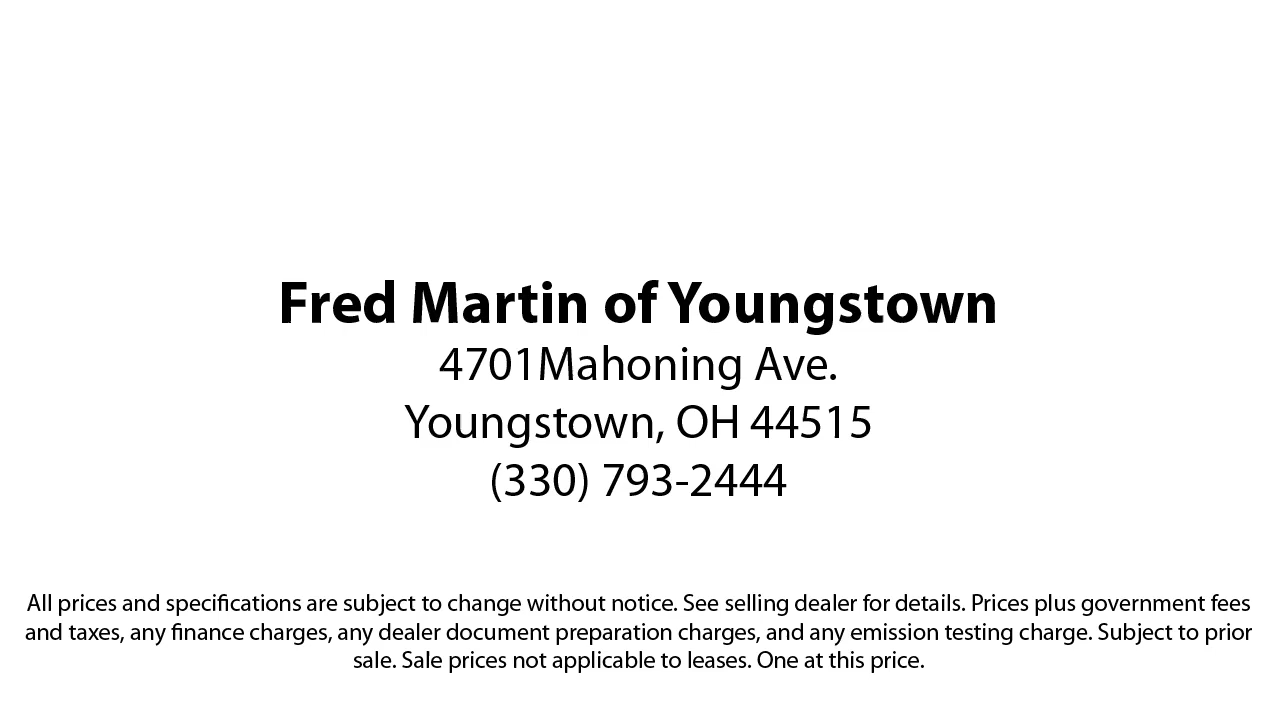 Fred Martin of Youngstown
4701Mahoning Ave.
Youngstown, OH 44515
(330) 793-2444
All prices and specifications are subject to change without notice. See selling dealer for details. Prices plus government fees
and taxes, any finance charges, any dealer document preparation charges, and any emission testing charge. Subject to prior
sale. Sale prices not applicable to leases. One at this price.